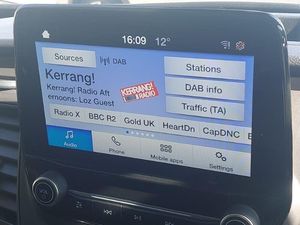 16:09 12°
Sources
DAB
Stations
Kerrang!
KERRANG!
RADIO
Kerrang! Radio Aft
ernoons: Loz Guest
DAB info
Traffic (TA)
Radio X BBC R2 Gold UK HeartDn CapDNC
Audio
Phone
Mobile apps
Settings